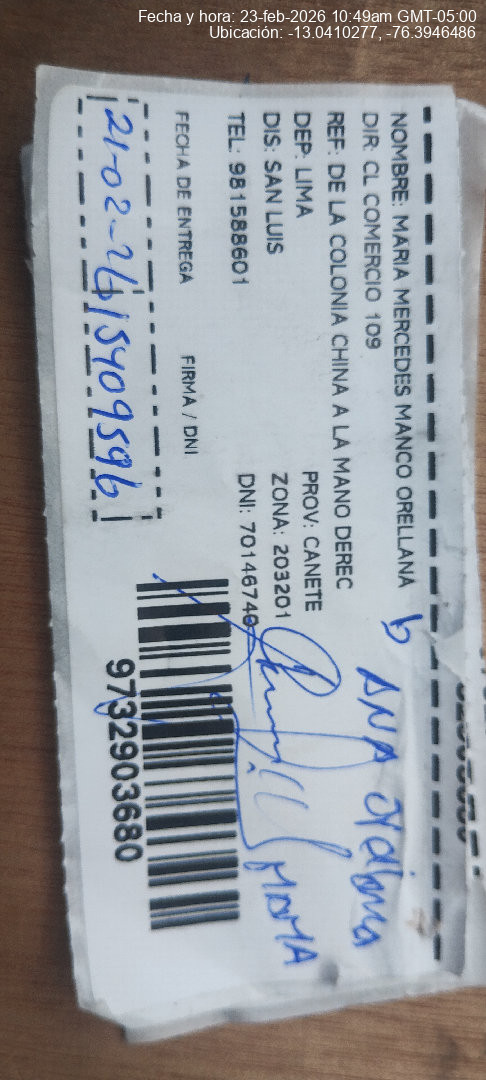 Fecha y hora: 23-feb-2026 10:49am GMT-05:00
Ubicación: -13.0410277, -76.3946486
NOMBRE: MARIA MERCEDES MANCO ORELLANA
DIR: CL COMERCIO 109
REF: DE LA COLONIA CHINA A LA MANO DEREC
DEP: LIMA PROV: CANETE
DIS: SAN LUIS ZONA: 203201
TEL: 981588601 DNI: 70146749
FECHA DE ENTREGA FIRMA / DNI
21-02-26 15409596
9732903680
ANA
MAMA